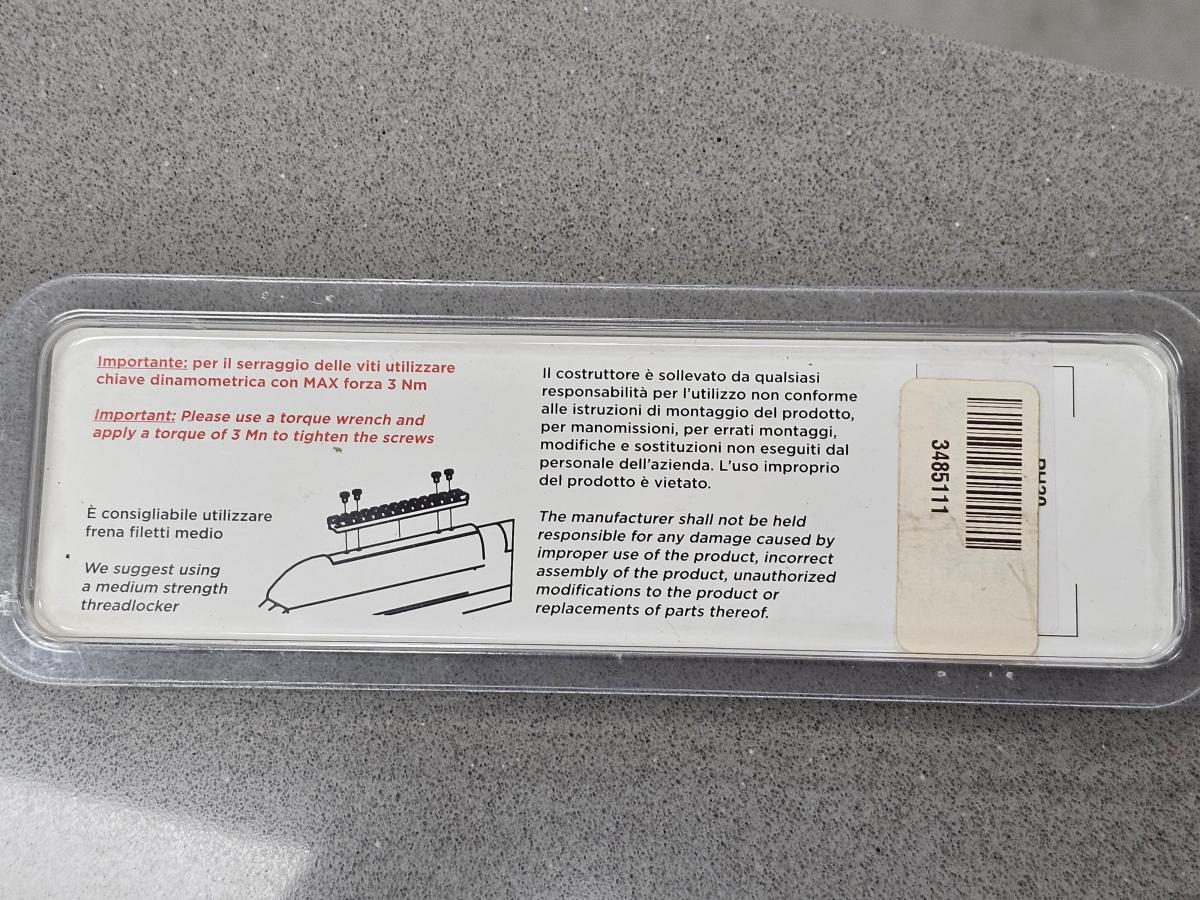 Importante: per il serraggio delle viti utilizzare
chiave dinamometrica con MAX forza 3 Nm
Important: Please use a torque wrench and
apply a torque of 3 Mn to tighten the screws
È consigliabile utilizzare
frena filetti medio
We suggest using
a medium strength
threadlocker
Il costruttore è sollevato da qualsiasi
responsabilità per l'utilizzo non conforme
alle istruzioni di montaggio del prodotto,
per manomissioni, per errati montaggi,
modifiche e sostituzioni non eseguiti dal
personale dell'azienda. L'uso improprio
del prodotto è vietato.
The manufacturer shall not be held
responsible for any damage caused by
improper use of the product, incorrect
assembly of the product, unauthorized
modifications to the product or
replacements of parts thereof.
3485111